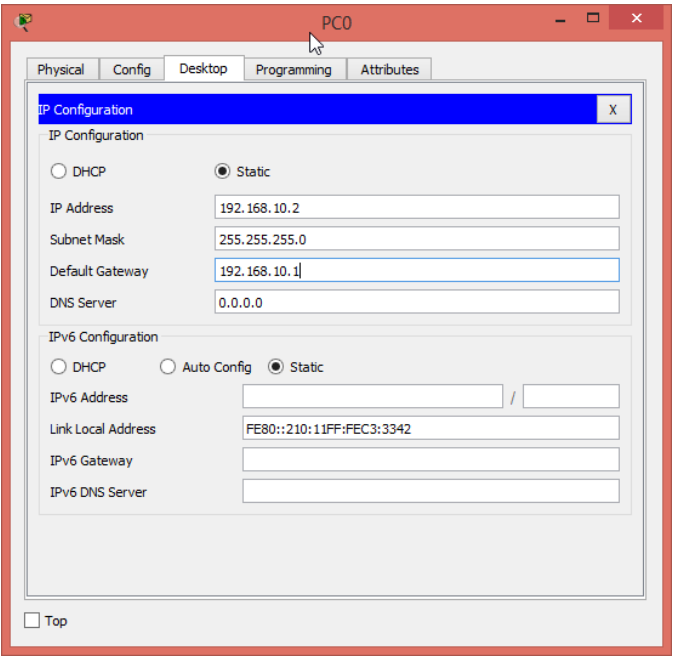 PC0
Physical Config Desktop Programming Attributes
IP Configuration X
IP Configuration
DHCP Static
IP Address 192.168.10.2
Subnet Mask 255.255.255.0
Default Gateway 192.168.10.1
DNS Server 0.0.0.0
IPv6 Configuration
DHCP Auto Config Static
IPv6 Address /
Link Local Address FE80::210:11FF:FEC3:3342
IPv6 Gateway
IPv6 DNS Server
Top